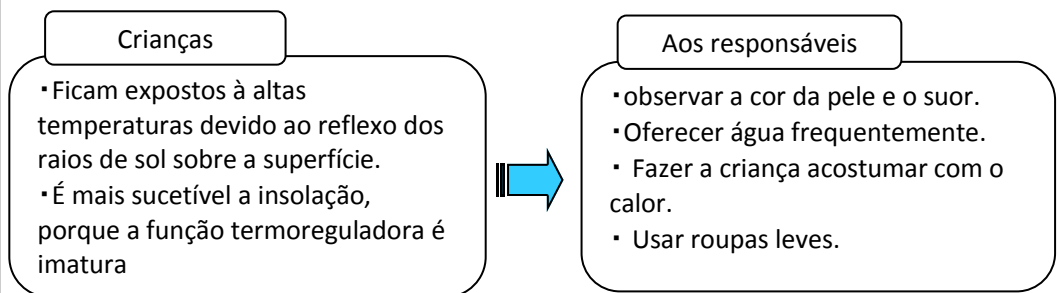 Crianças
・Ficam expostos à altas
temperaturas devido ao reflexo dos
raios de sol sobre a superfície.
・É mais sucetível a insolação,
porque a função termoreguladora é
imatura
Aos responsáveis
・observar a cor da pele e o suor.
・Oferecer água frequentemente.
・ Fazer a criança acostumar com o
calor.
・ Usar roupas leves.